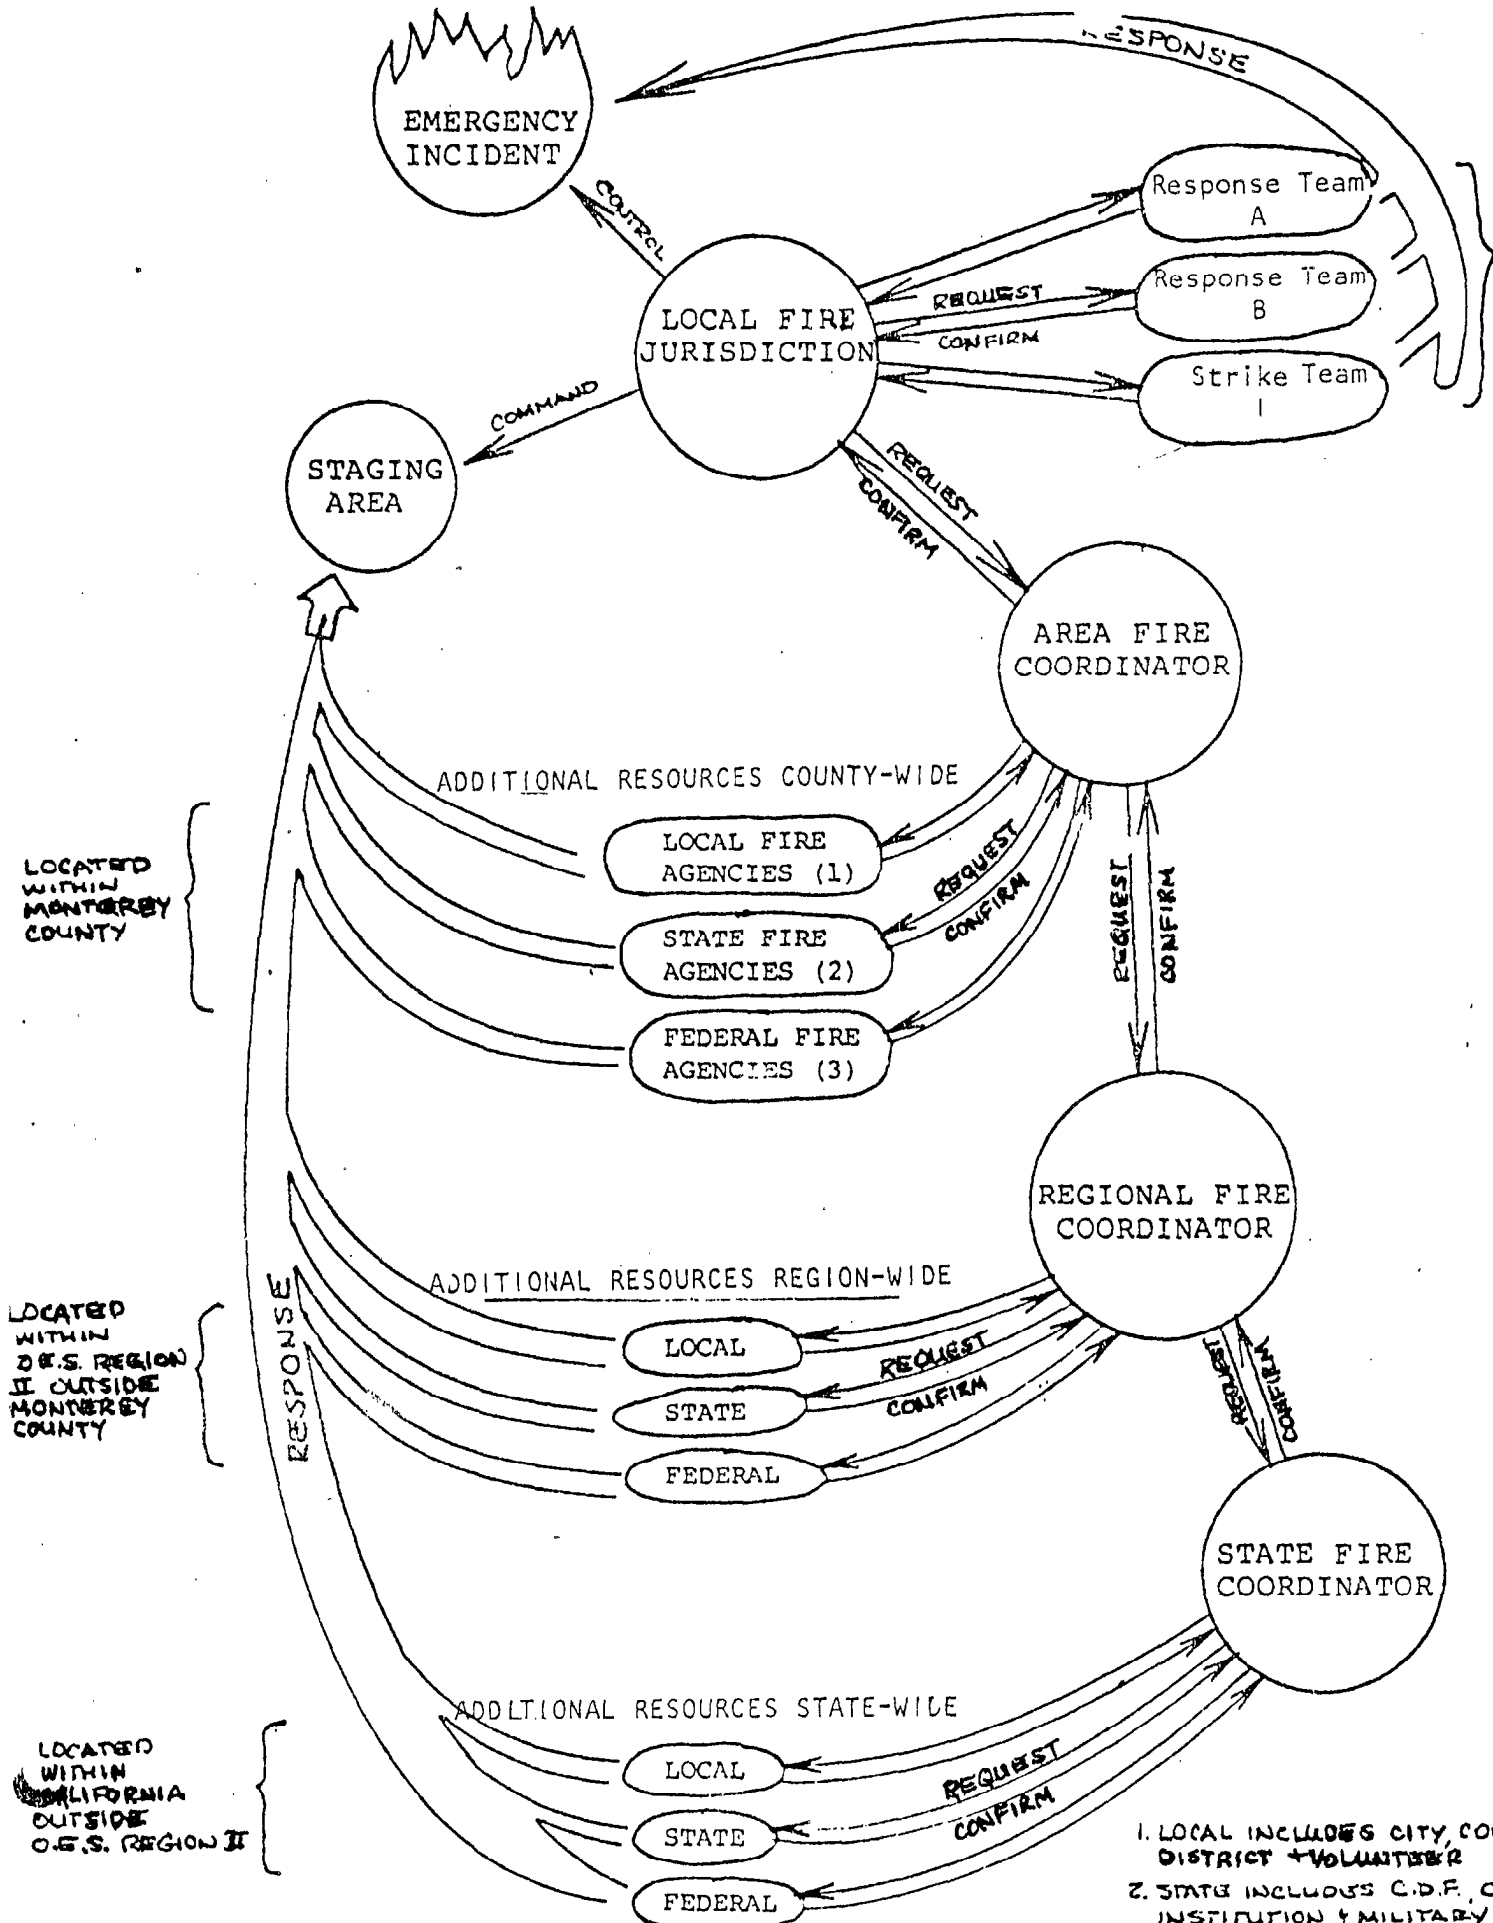 RESPONSE
EMERGENCY
INCIDENT
CONTROL
Response Team
A
LOCAL FIRE
JURISDICTION
REQUEST
CONFIRM
Response Team
B
Strike Team
1
COMMAND
STAGING
AREA
REQUEST
CONFIRM
AREA FIRE
COORDINATOR
ADDITIONAL RESOURCES COUNTY-WIDE
LOCATED
WITHIN
MONTEREY
COUNTY
LOCAL FIRE
AGENCIES (1)
STATE FIRE
AGENCIES (2)
FEDERAL FIRE
AGENCIES (3)
REQUEST
CONFIRM
REQUEST
CONFIRM
REGIONAL FIRE
COORDINATOR
ADDITIONAL RESOURCES REGION-WIDE
RESPONSE
LOCATED
WITHIN
O.E.S. REGION
II OUTSIDE
MONTEREY
COUNTY
LOCAL
STATE
FEDERAL
REQUEST
CONFIRM
REQUEST
CONFIRM
STATE FIRE
COORDINATOR
ADDITIONAL RESOURCES STATE-WIDE
LOCATED
WITHIN
CALIFORNIA
OUTSIDE
O.E.S. REGION II
LOCAL
STATE
FEDERAL
REQUEST
CONFIRM
1. LOCAL INCLUDES CITY,
DISTRICT + VOLUNTEER
2. STATE INCLUDES C.D.F.,
INSTITUTION & MILITARY